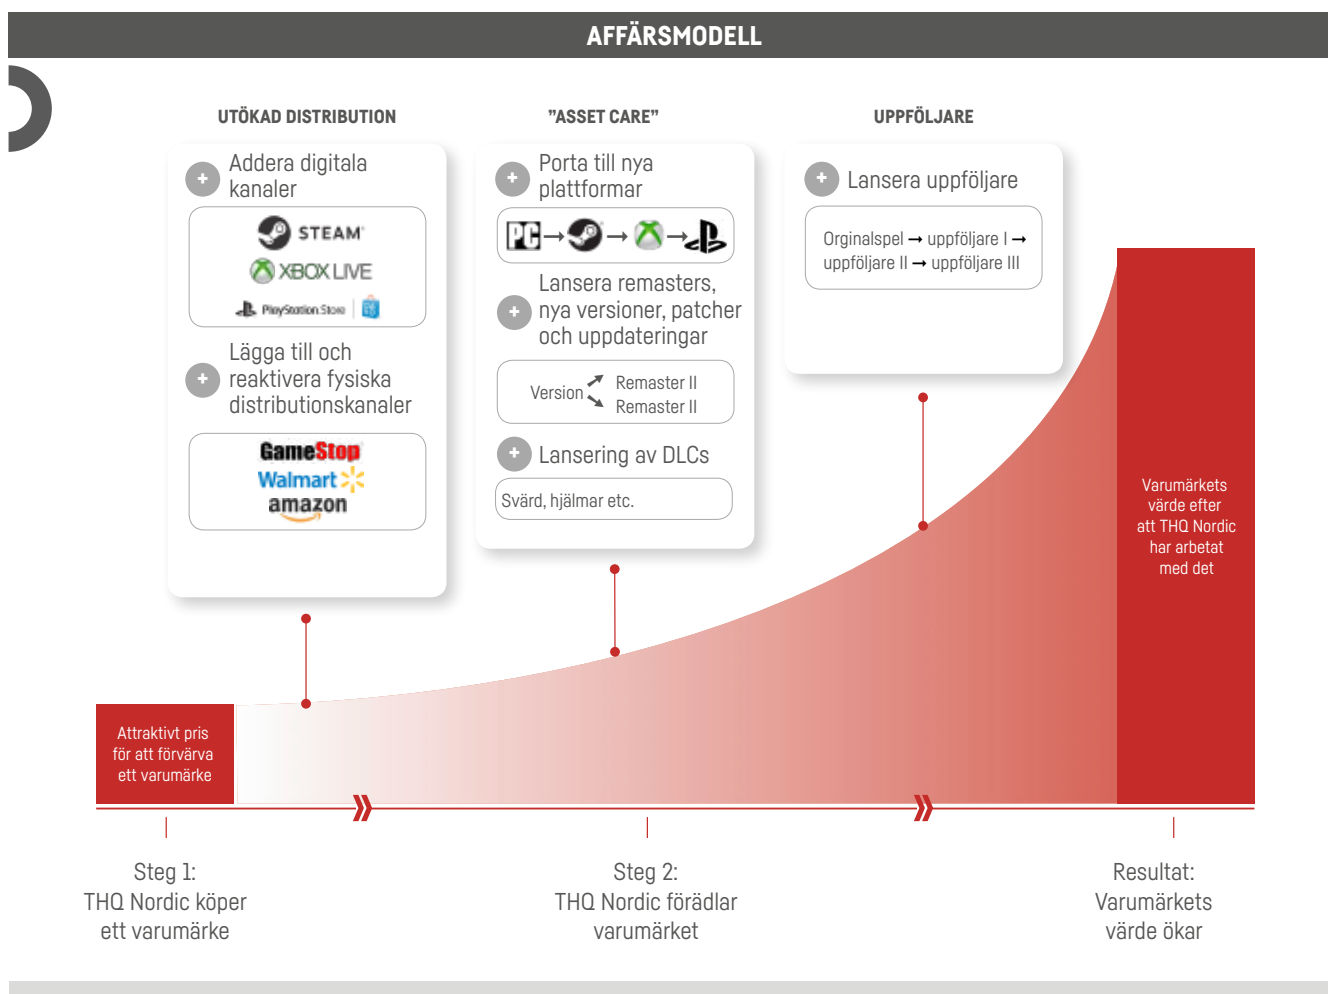 AFFÄRSMODELL
UTÖKAD DISTRIBUTION
Addera digitala
kanaler
STEAM
XBOX LIVE
PlayStation Store
Lägga till och
reaktivera fysiska
distributionskanaler
GameStop
Walmart
amazon
"ASSET CARE"
Porta till nya
plattformar
PC
Lansera remasters,
nya versioner, patcher
och uppdateringar
Version
Remaster II
Remaster II
Lansering av DLCs
Svärd, hjälmar etc.
UPPFÖLJARE
Lansera uppföljare
Orginalspel → uppföljare I →
uppföljare II → uppföljare III
Attraktivt pris
för att förvärva
ett varumärke
Varumärkets
värde efter
att THQ Nordic
har arbetat
med det
Steg 1:
THQ Nordic köper
ett varumärke
Steg 2:
THQ Nordic förädlar
varumärket
Resultat:
Varumärkets
värde ökar